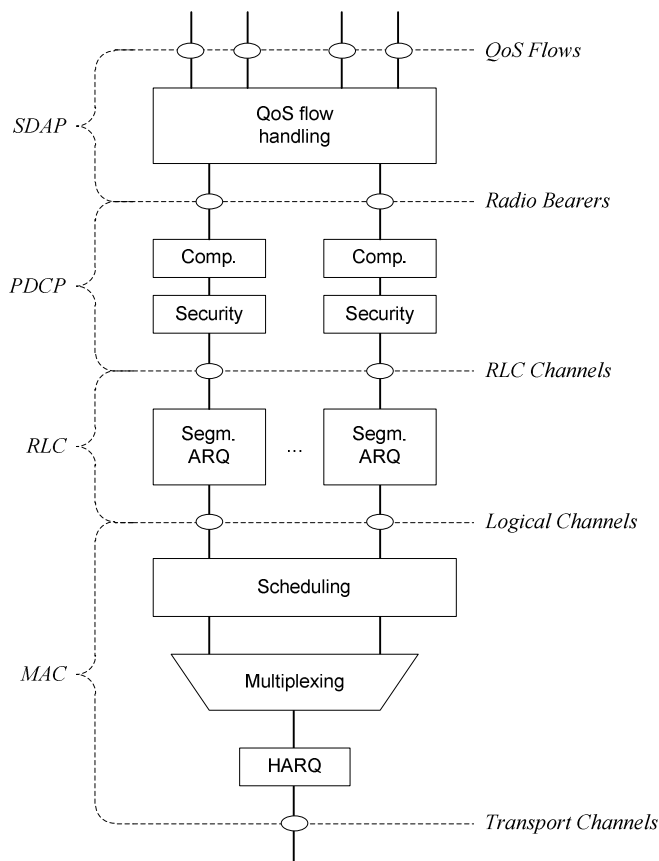 QoS Flows
SDAP
QoS flow
handling
Radio Bearers
Comp.
Comp.
PDCP
Security
Security
RLC Channels
Segm.
ARQ
...
Segm.
ARQ
RLC
Logical Channels
Scheduling
MAC
Multiplexing
HARQ
Transport Channels